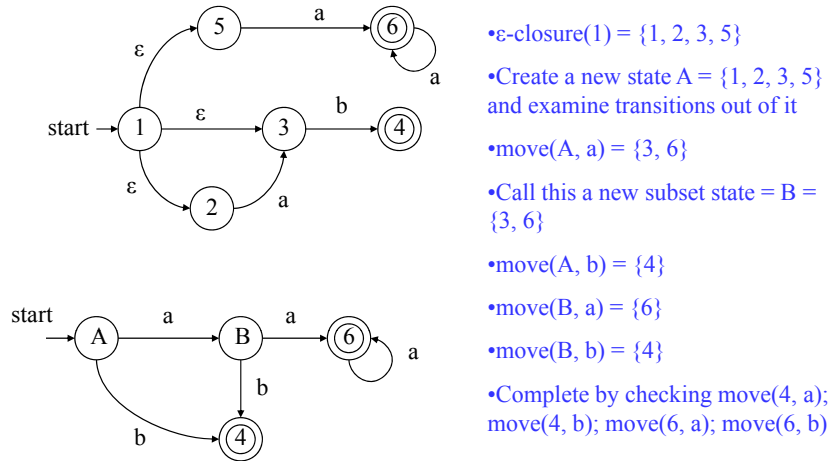 5
a
6
a
ε
start
1
ε
3
b
4
ε
2
a
start
A
a
B
a
6
a
b
b
4
•ε-closure(1) = {1, 2, 3, 5}
•Create a new state A = {1, 2, 3, 5}
and examine transitions out of it
•move(A, a) = {3, 6}
•Call this a new subset state = B =
{3, 6}
•move(A, b) = {4}
•move(B, a) = {6}
•move(B, b) = {4}
•Complete by checking move(4, a);
move(4, b); move(6, a); move(6, b)